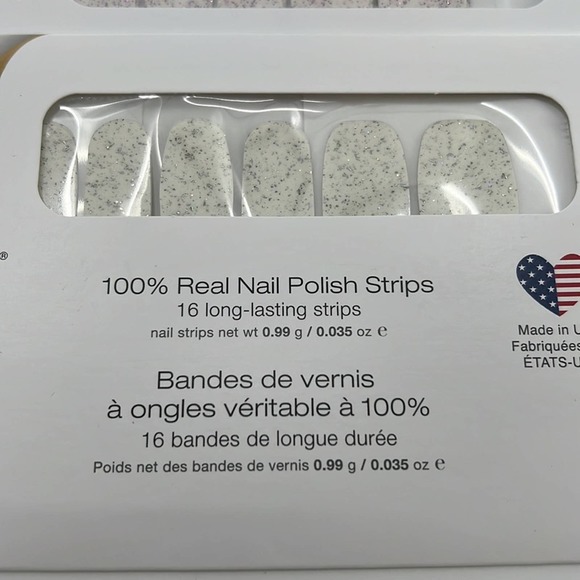 ®
100% Real Nail Polish Strips
16 long-lasting strips
nail strips net wt 0.99 g / 0.035 oz ℮
Bandes de vernis
à ongles véritable à 100%
16 bandes de longue durée
Poids net des bandes de vernis 0.99 g / 0.035 oz ℮
Made in U
Fabriquées
ÉTATS-U